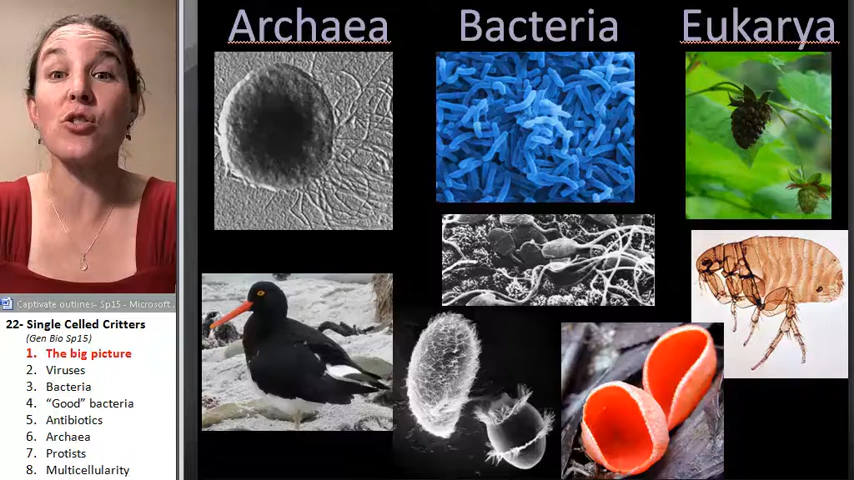 Archaea Bacteria Eukarya
Captivate outlines- Sp15 - Microsoft .
22- Single Celled Critters
(Gen Bio Sp15)
1. The big picture
2. Viruses
3. Bacteria
4. “Good” bacteria
5. Antibiotics
6. Archaea
7. Protists
8. Multicellularity